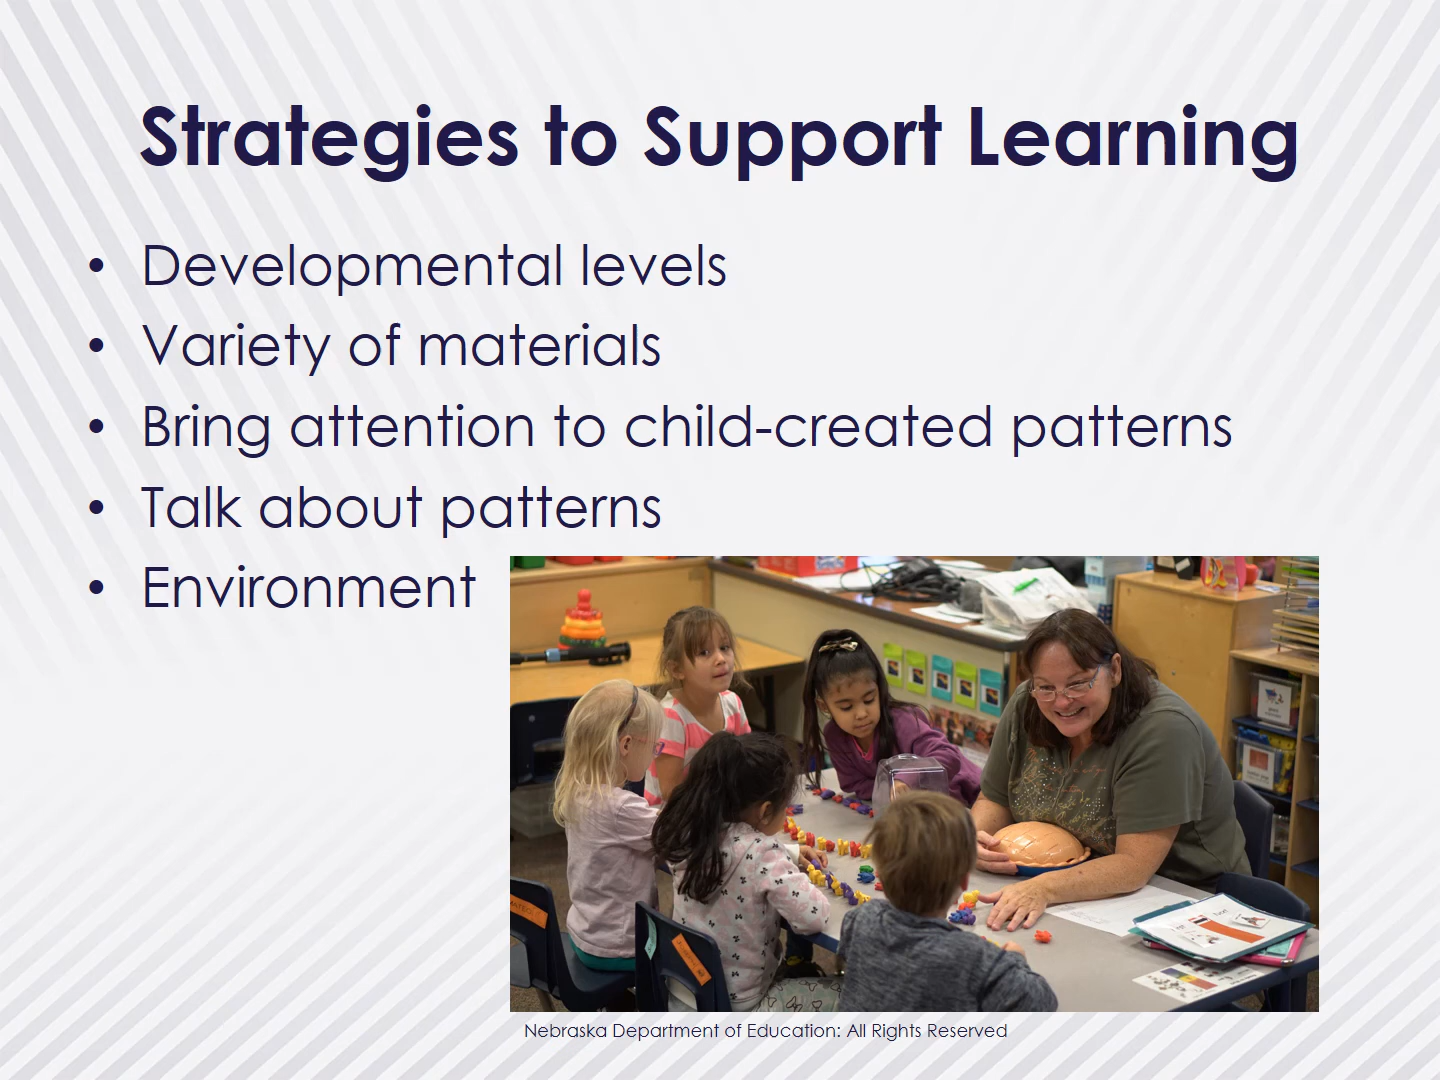 Strategies to Support Learning
• Developmental levels
• Variety of materials
• Bring attention to child-created patterns
• Talk about patterns
• Environment
Nebraska Department of Education: All Rights Reserved